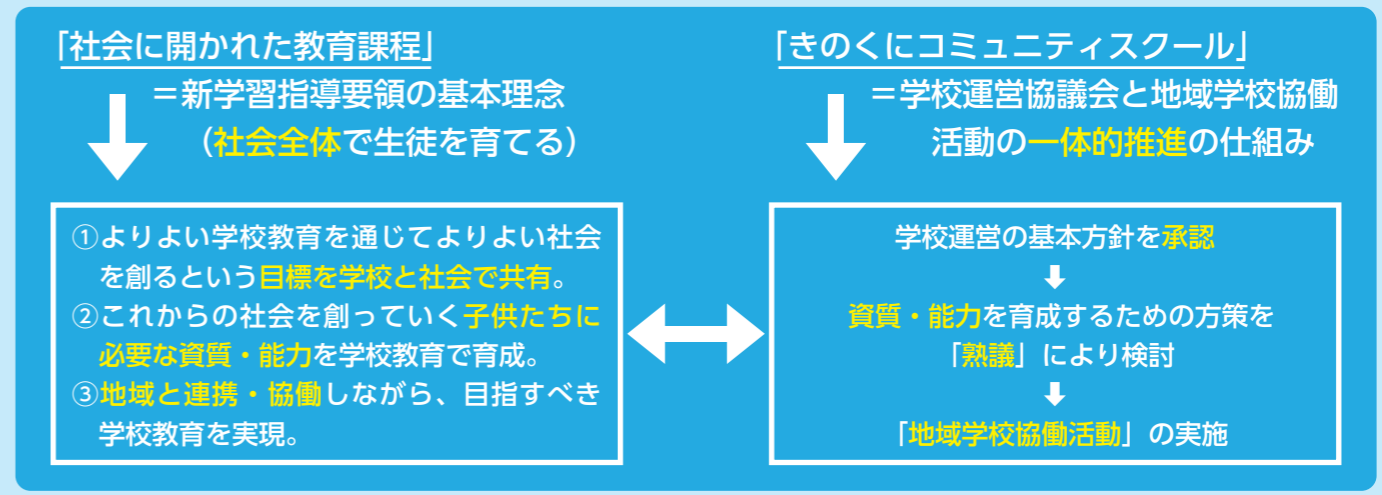 「社会に開かれた教育課程」
＝新学習指導要領の基本理念
（社会全体で生徒を育てる）
①よりよい学校教育を通じてよりよい社会
を創るという目標を学校と社会で共有。
②これからの社会を創っていく子供たちに
必要な資質・能力を学校教育で育成。
③地域と連携・協働しながら、目指すべき
学校教育を実現。
「きのくにコミュニティスクール」
＝学校運営協議会と地域学校協働
活動の一体的推進の仕組み
学校運営の基本方針を承認
資質・能力を育成するための方策を
「熟議」により検討
「地域学校協働活動」の実施